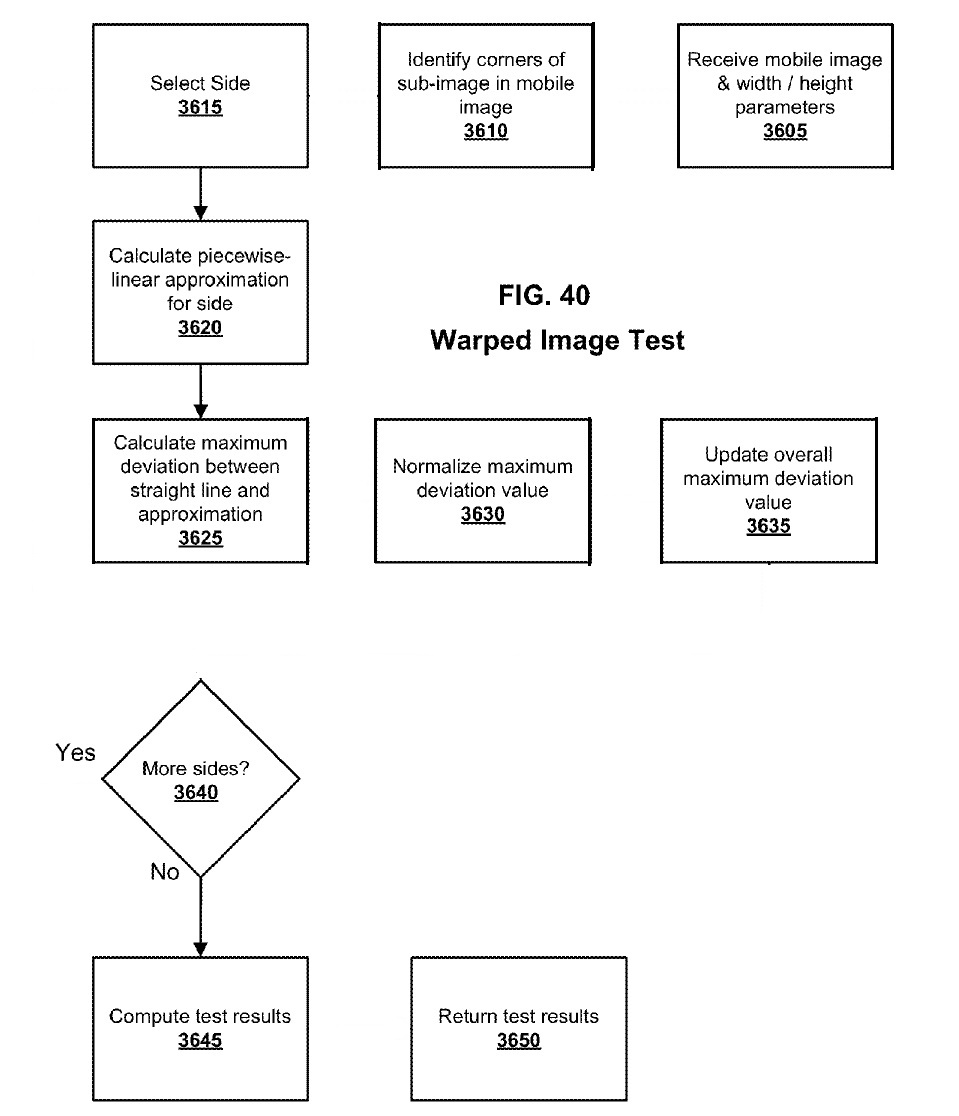 Select Side
3615
Identify corners of
sub-image in mobile
image
3610
Receive mobile image
& width / height
parameters
3605
Calculate piecewise-
linear approximation
for side
3620
FIG. 40
Warped Image Test
Calculate maximum
deviation between
straight line and
approximation
3625
Normalize maximum
deviation value
3630
Update overall
maximum deviation
value
3635
Yes
More sides?
3640
No
Compute test results
3645
Return test results
3650